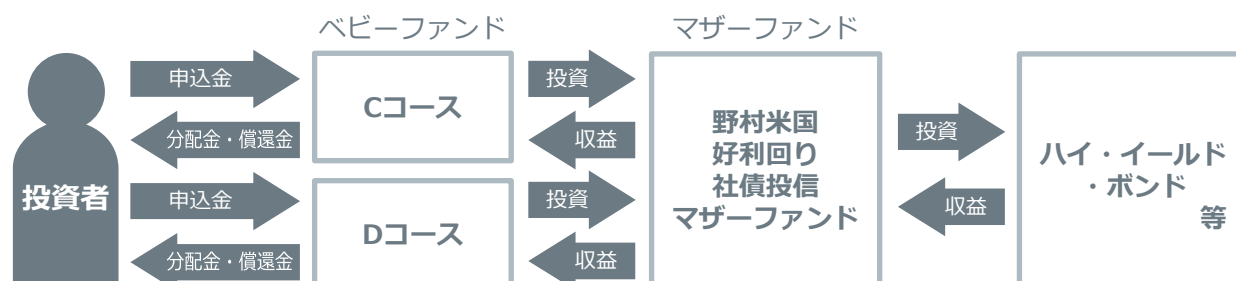 ベビーファンド
マザーファンド
投資者
申込金
分配金・償還金
申込金
分配金・償還金
Cコース
Dコース
投資
収益
投資
収益
野村米国
好利回り
社債投信
マザーファンド
投資
収益
ハイ・イールド
・ボンド
等